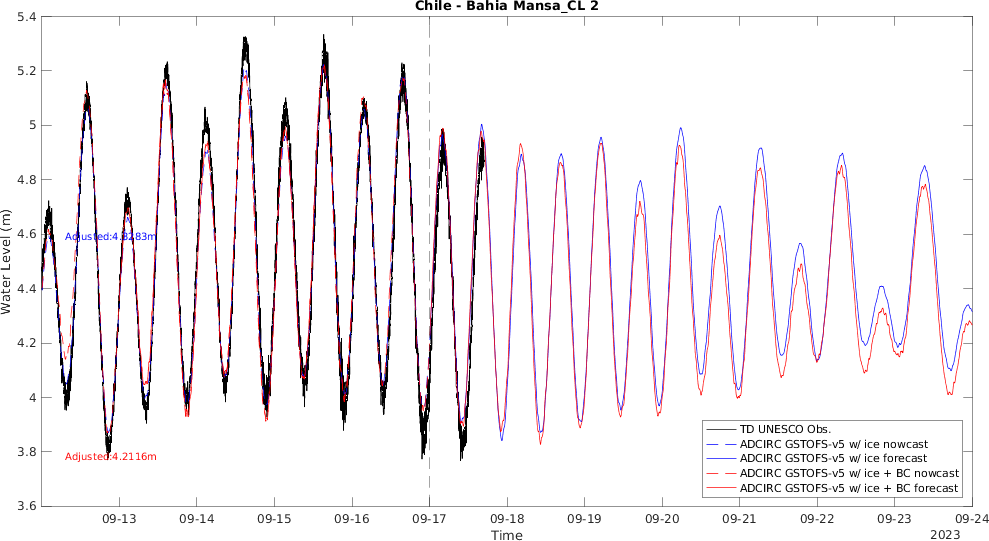 Chile - Bahia Mansa_CL 2
Water Level (m)
5.4
5.2
5
4.8
4.6
4.4
4.2
4
3.8
3.6
Adjusted:4.3283m
Adjusted:4.2116m
TD UNESCO Obs.
ADCIRC GSTOFS-v5 w/ ice nowcast
ADCIRC GSTOFS-v5 w/ ice forecast
ADCIRC GSTOFS-v5 w/ ice + BC nowcast
ADCIRC GSTOFS-v5 w/ ice + BC forecast
09-13 09-14 09-15 09-16 09-17 09-18 09-19 09-20 09-21 09-22 09-23 09-24
Time
2023